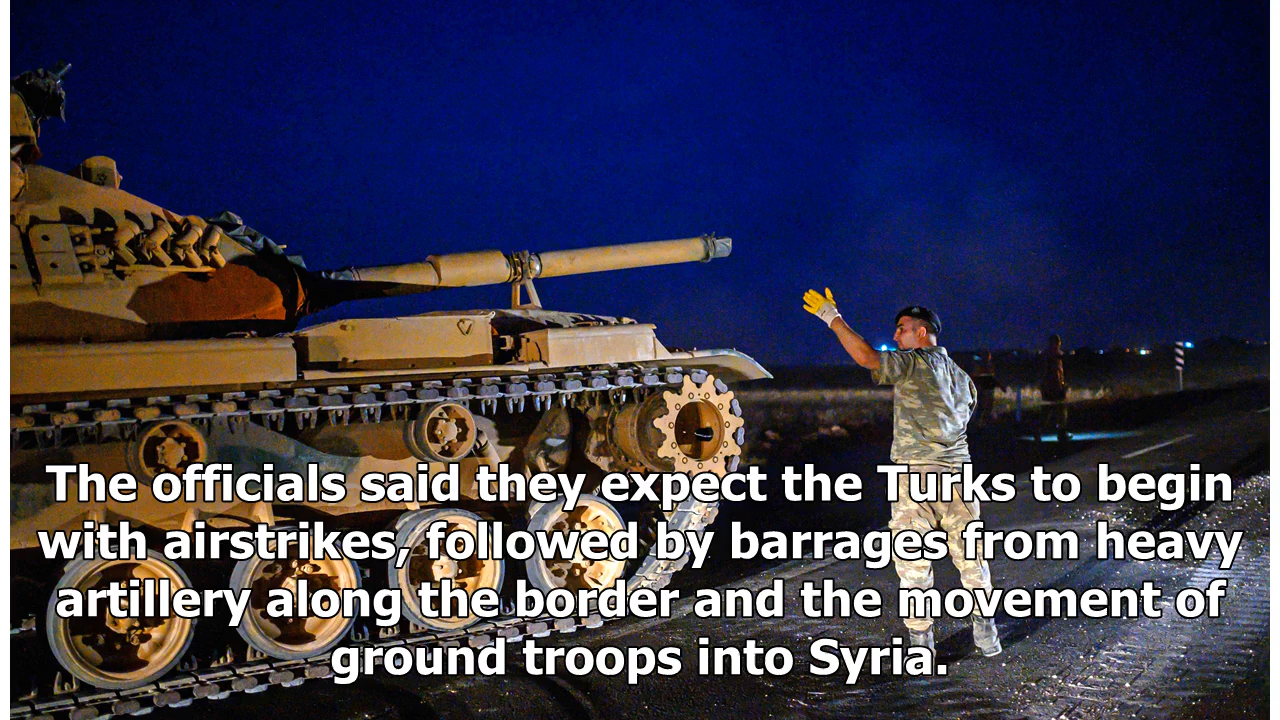 The officials said they expect the Turks to begin
with airstrikes, followed by barrages from heavy
artillery along the border and the movement of
ground troops into Syria.